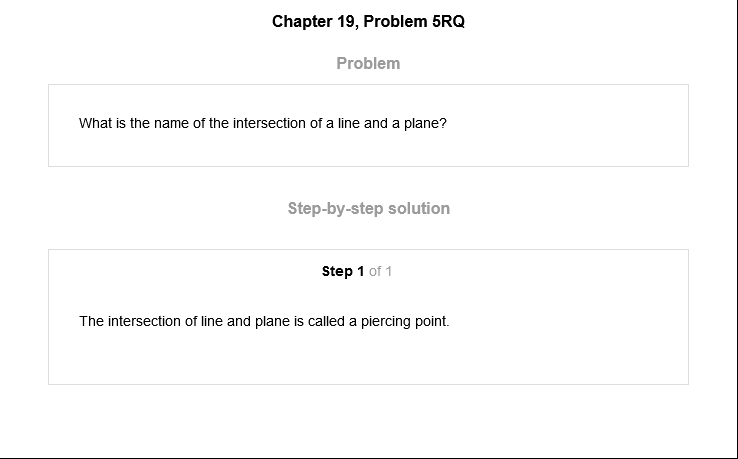 Chapter 19, Problem 5RQ
Problem
What is the name of the intersection of a line and a plane?
Step-by-step solution
Step 1 of 1
The intersection of line and plane is called a piercing point.